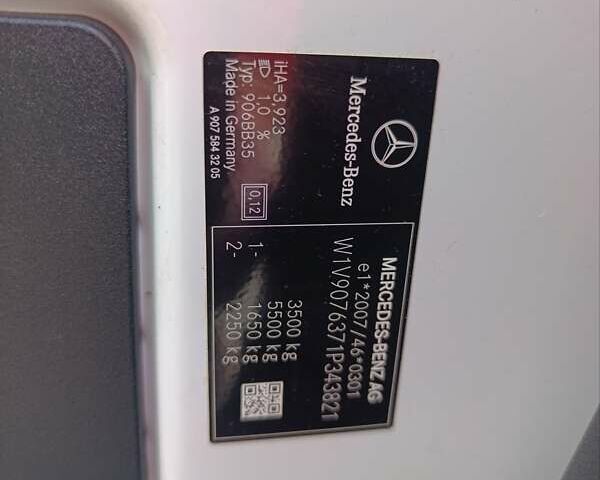 Mercedes-Benz
iHA=3,923
1,0 %
Typ: 906BB35
Made in Germany
A 907 584 32 05
0,12
MERCEDES-BENZ AG
e1*2007/46*0301
W1V9076371P343821
3500 kg
5500 kg
1- 1650 kg
2- 2250 kg